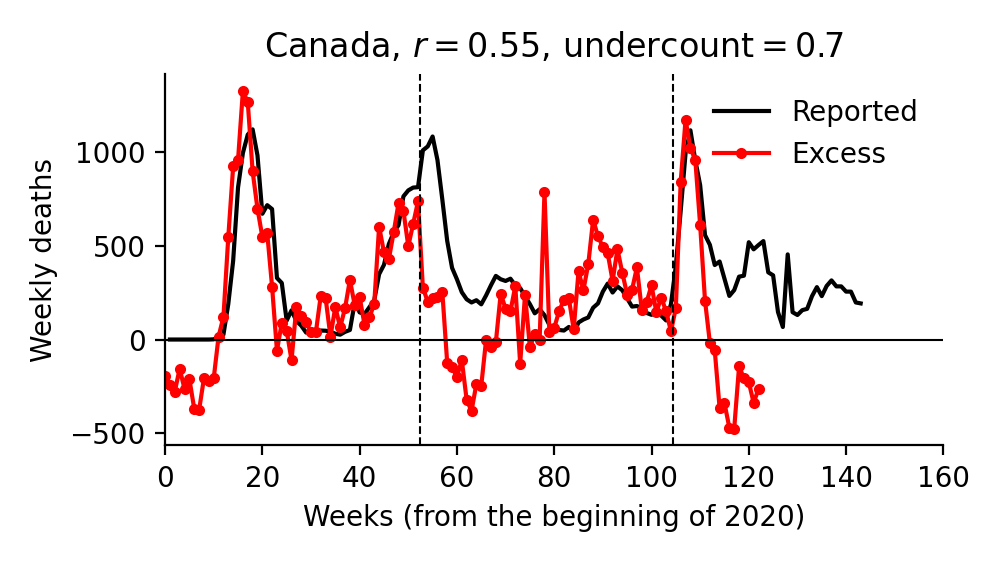 Canada, r = 0.55, undercount = 0.7
Reported
Excess
Weekly deaths
1000
500
0
−500
0 20 40 60 80 100 120 140 160
Weeks (from the beginning of 2020)